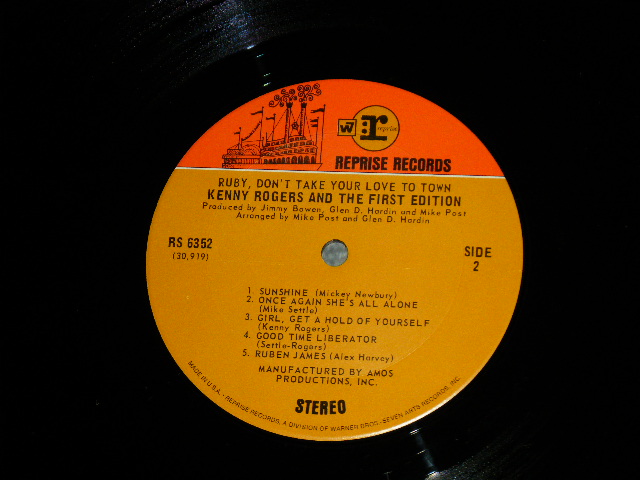 W r reprise
REPRISE RECORDS
RUBY, DON'T TAKE YOUR LOVE TO TOWN
KENNY ROGERS AND THE FIRST EDITION
Produced by Jimmy Bowen, Glen D. Hardin and Mike Post
Arranged by Mike Post and Glen D. Hardin
RS 6352
(30,919)
SIDE
2
1. SUNSHINE (Mickey Newbury)
2. ONCE AGAIN SHE'S ALL ALONE
(Mike Settle)
3. GIRL, GET A HOLD OF YOURSELF
(Kenny Rogers)
4. GOOD TIME LIBERATOR
(Settle-Rogers)
5. RUBEN JAMES (Alex Harvey)
MANUFACTURED BY AMOS
PRODUCTIONS, INC.
STEREO
MADE IN U.S.A. - REPRISE RECORDS, A DIVISION OF WARNER BROS.-SEVEN ARTS RECORDS, INC.